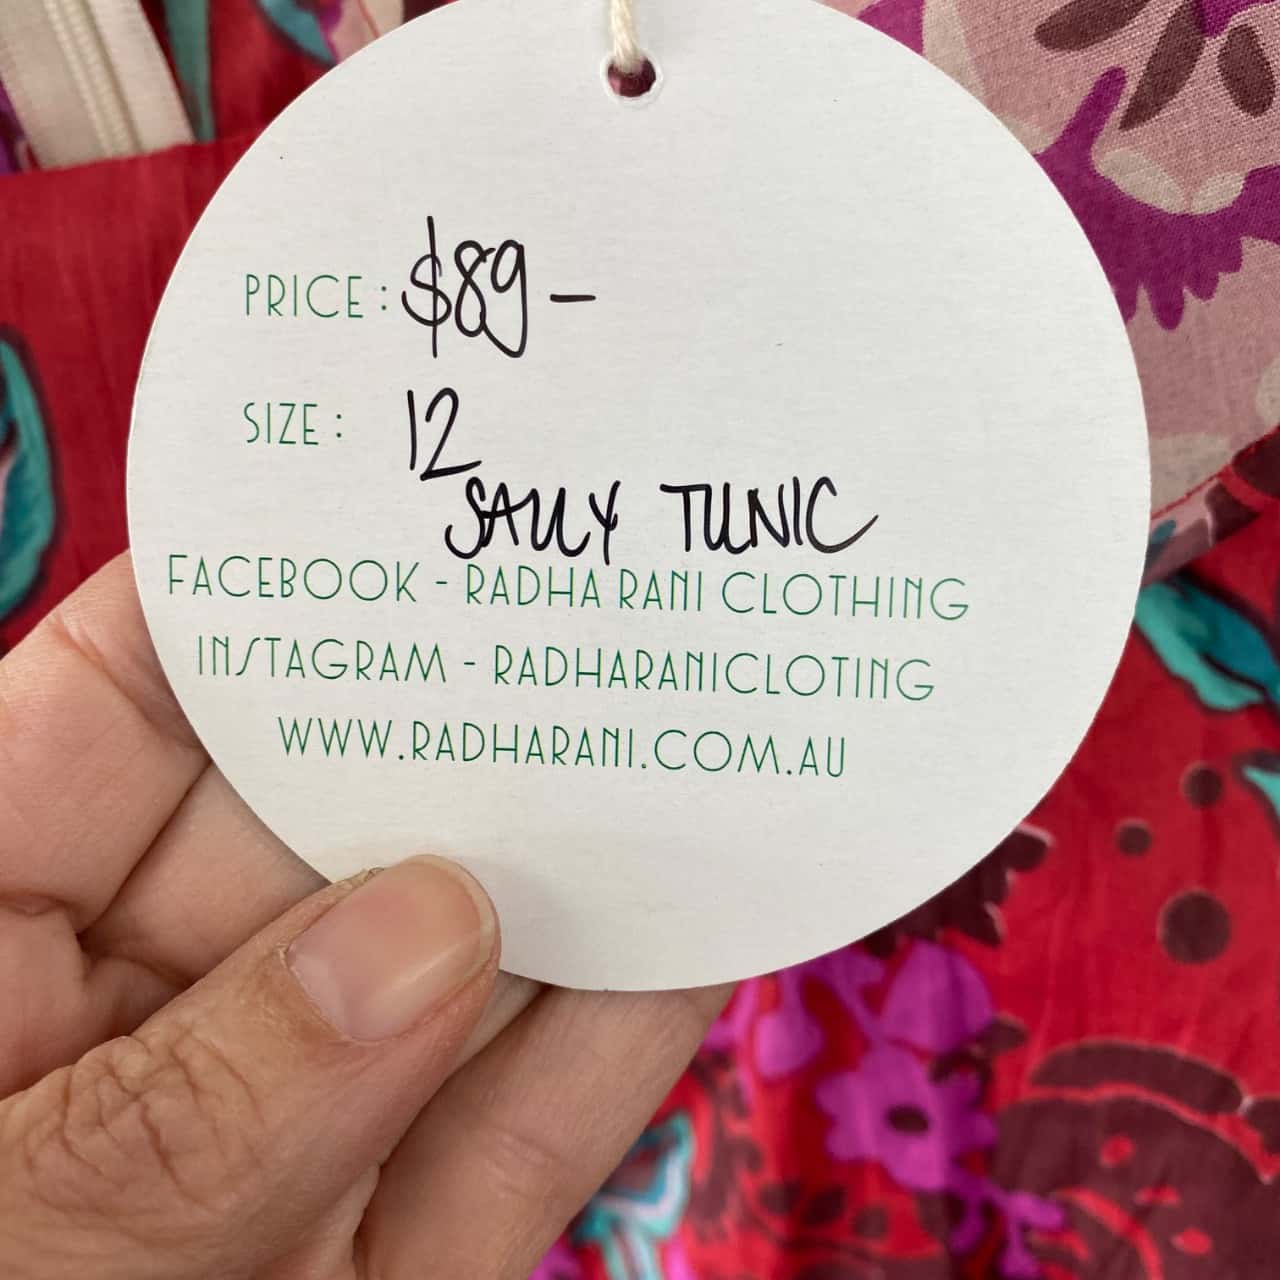 PRICE: $89-
SIZE: 12
SALLY TUNIC
FACEBOOK - RADHA RANI CLOTHING
INSTAGRAM - RADHARANICLOTING
WWW.RADHARANI.COM.AU